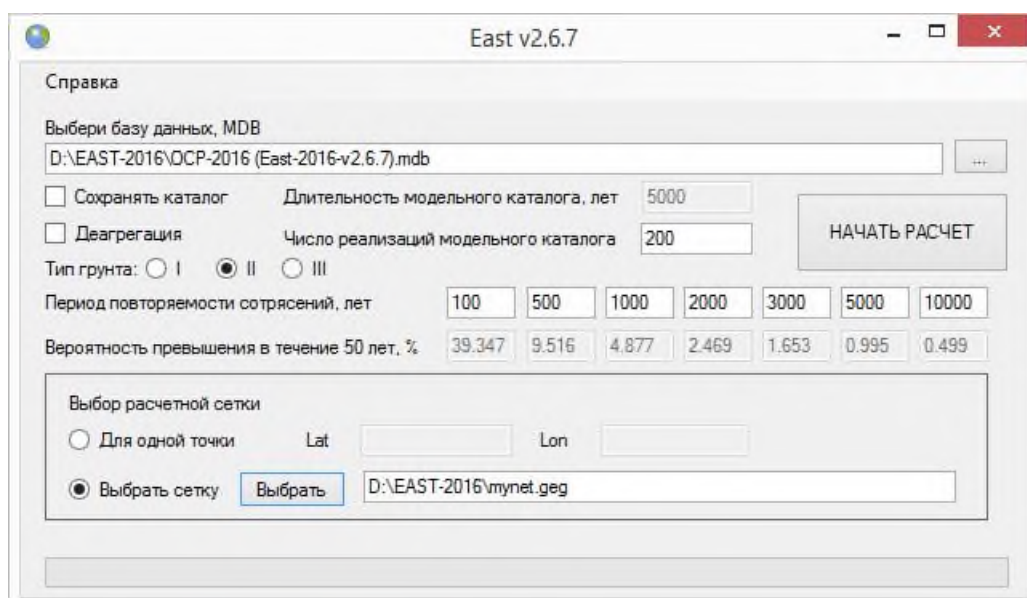 East v2.6.7
Справка
Выбери базу данных, MDB
D:\EAST-2016\ОСР-2016 (East-2016-v2.6.7).mdb ...
Сохранять каталог Длительность модельного каталога, лет 5000
Деагрегация Число реализаций модельного каталога 200 НАЧАТЬ РАСЧЕТ
Тип грунта: I II III
Период повторяемости сотрясений, лет 100 500 1000 2000 3000 5000 10000
Вероятность превышения в течение 50 лет, % 39.347 9.516 4.877 2.469 1.653 0.995 0.499
Выбор расчетной сетки
Для одной точки Lat Lon
Выбрать сетку Выбрать D:\EAST-2016\mynet.geg